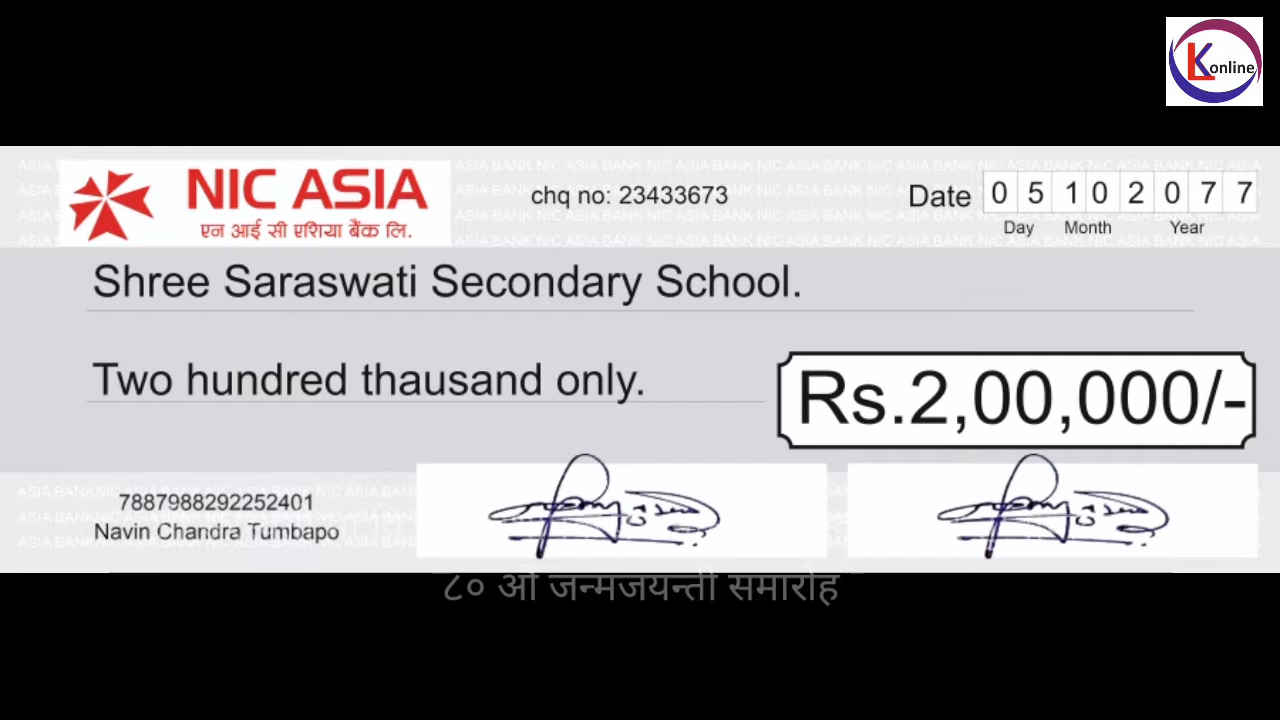 K L online
NIC ASIA
एन आई सी एशिया बैंक लि.
chq no: 23433673
Date 0 5 1 0 2 0 7 7
Day Month Year
Shree Saraswati Secondary School.
Two hundred thausand only.
Rs.2,00,000/-
7887988292252401
Navin Chandra Tumbapo
८० औं जन्मजयन्ती समारोह